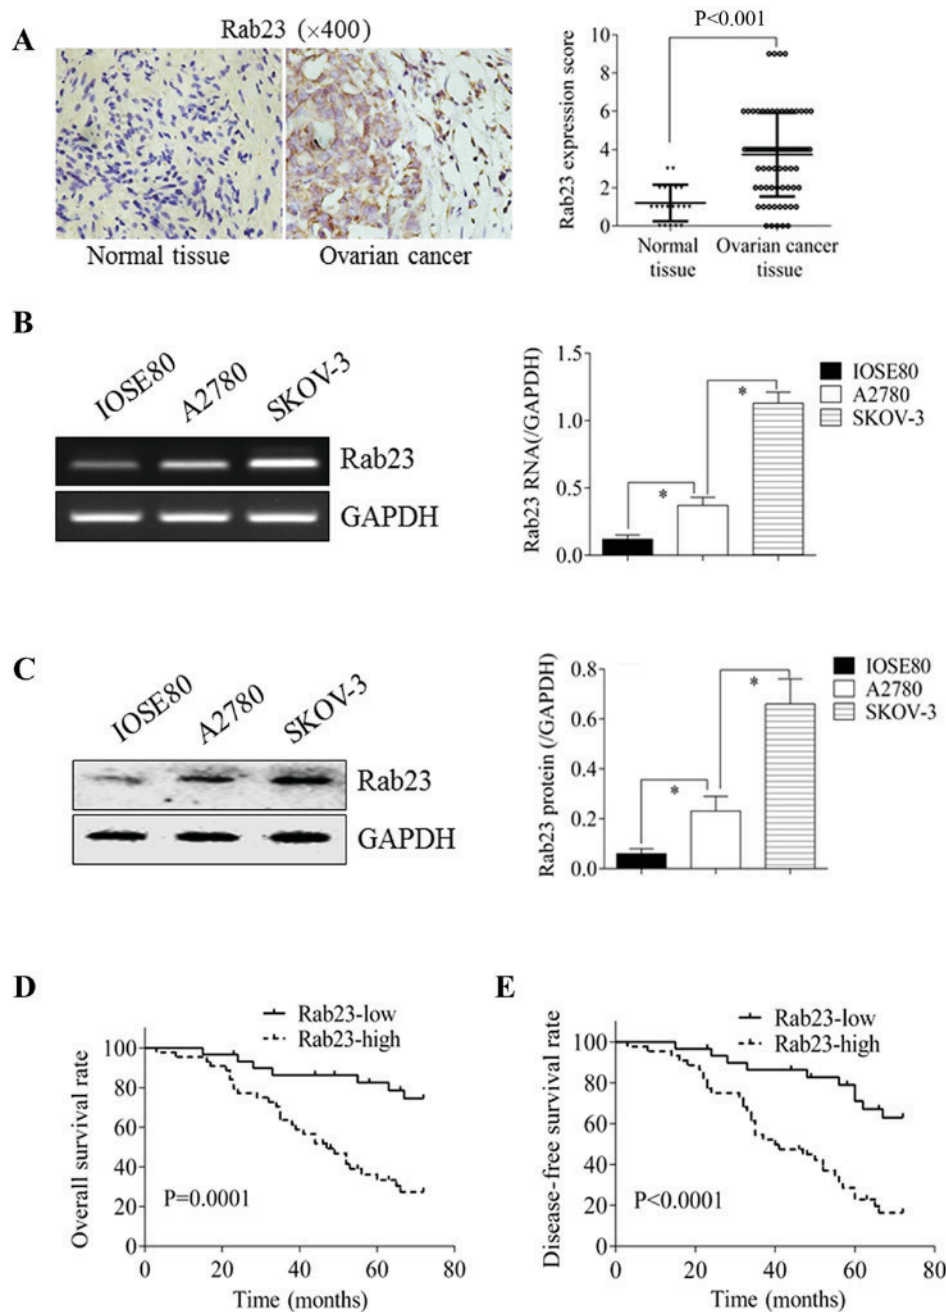 A
Rab23 (×400)
Normal tissue
Ovarian cancer
P<0.001
Rab23 expression score
10
8
6
4
2
0
Normal
tissue
Ovarian cancer
tissue
B
IOSE80
A2780
SKOV-3
Rab23
GAPDH
Rab23 RNA(/GAPDH)
1.5
1.0
0.5
0.0
*
*
IOSE80
A2780
SKOV-3
C
IOSE80
A2780
SKOV-3
Rab23
GAPDH
Rab23 protein (/GAPDH)
0.8
0.6
0.4
0.2
0.0
*
*
IOSE80
A2780
SKOV-3
D
Rab23-low
Rab23-high
Overall survival rate
100
80
60
40
20
0
P=0.0001
0
20
40
60
80
Time (months)
E
Rab23-low
Rab23-high
Disease-free survival rate
100
80
60
40
20
0
P<0.0001
0
20
40
60
80
Time (months)